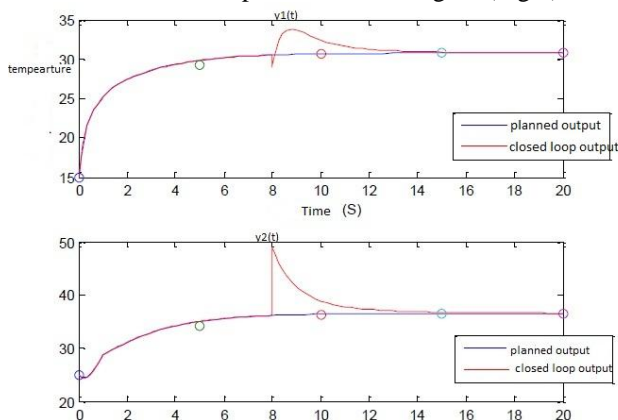 y1(t)
35
30
tempearture
25
20
15
planned output
closed loop output
0 2 4 6 8 10 12 14 16 18 20
Time (S)
y2(t)
50
40
30
20
planned output
closed loop output
0 2 4 6 8 10 12 14 16 18 20